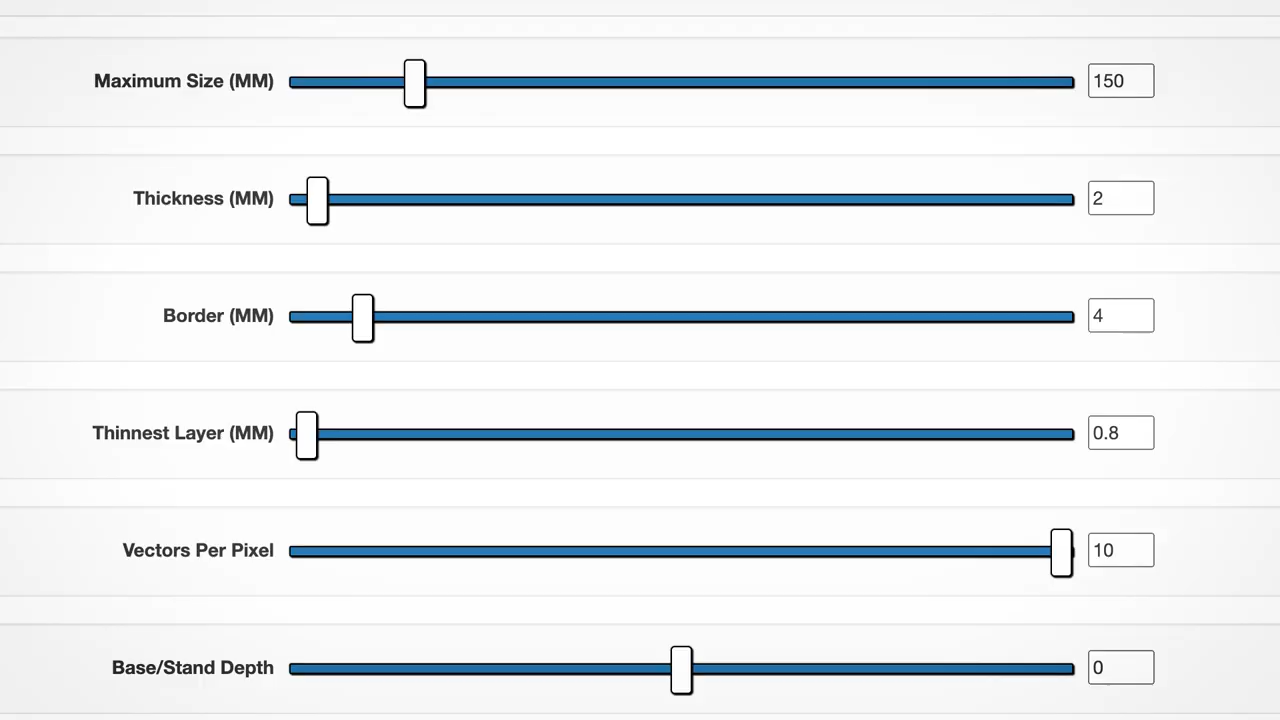 Maximum Size (MM) 150
Thickness (MM) 2
Border (MM) 4
Thinnest Layer (MM) 0.8
Vectors Per Pixel 10
Base/Stand Depth 0